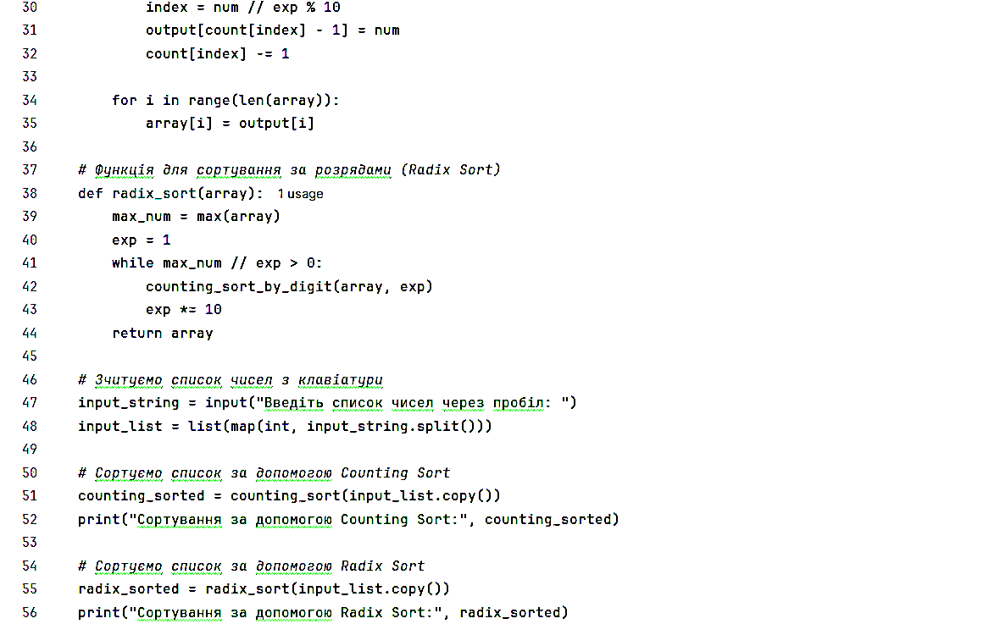 30 index = num // exp % 10
31 output[count[index] - 1] = num
32 count[index] -= 1
33
34 for i in range(len(array)):
35 array[i] = output[i]
36
37 # Функція для сортування за розрядами (Radix Sort)
38 def radix_sort(array): 1 usage
39 max_num = max(array)
40 exp = 1
41 while max_num // exp > 0:
42 counting_sort_by_digit(array, exp)
43 exp *= 10
44 return array
45
46 # Зчитуємо список чисел з клавіатури
47 input_string = input("Введіть список чисел через пробіл: ")
48 input_list = list(map(int, input_string.split()))
49
50 # Сортуємо список за допомогою Counting Sort
51 counting_sorted = counting_sort(input_list.copy())
52 print("Сортування за допомогою Counting Sort:", counting_sorted)
53
54 # Сортуємо список за допомогою Radix Sort
55 radix_sorted = radix_sort(input_list.copy())
56 print("Сортування за допомогою Radix Sort:", radix_sorted)